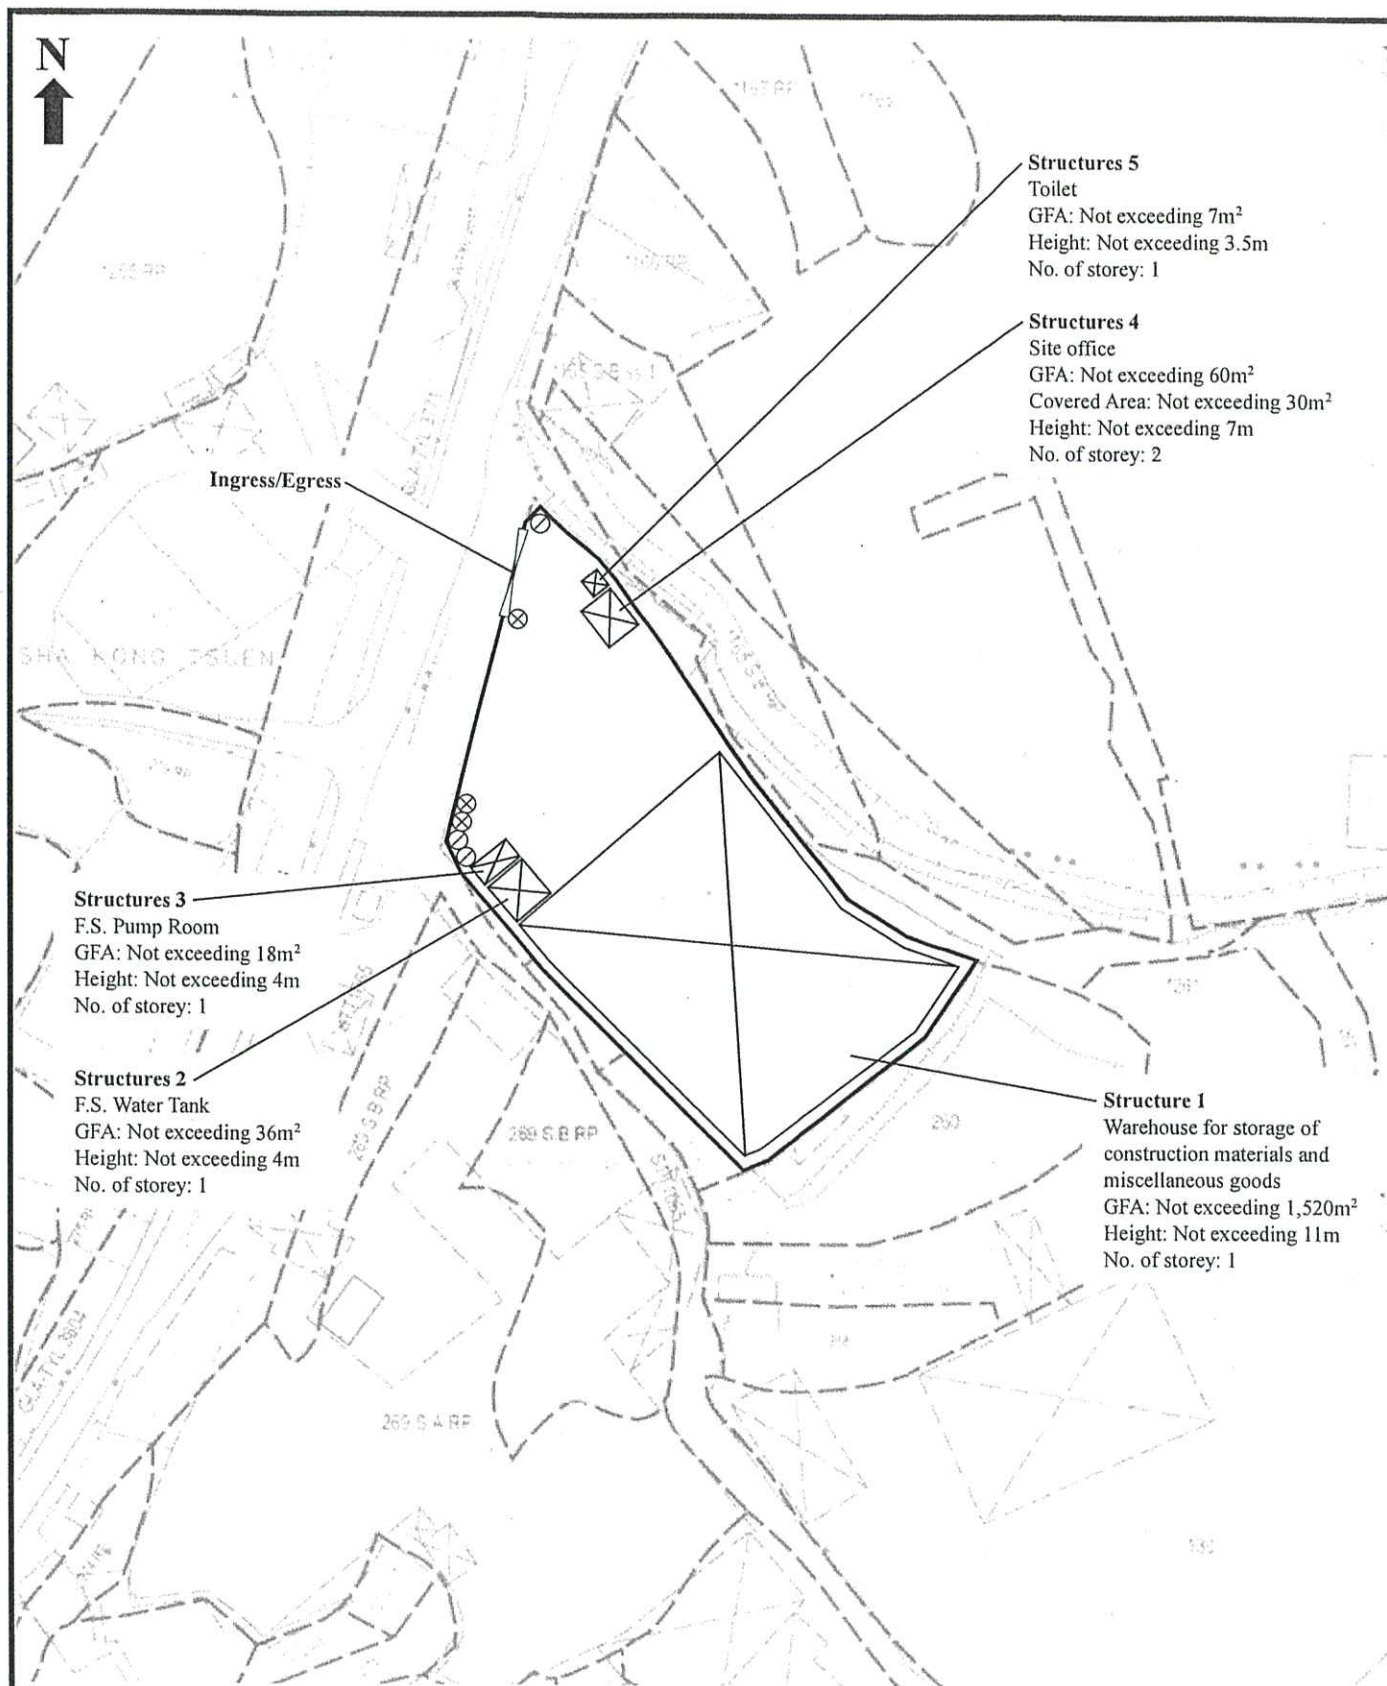 N
1167 RP
Structures 5
Toilet
GFA: Not exceeding 7m²
Height: Not exceeding 3.5m
No. of storey: 1
Structures 4
Site office
GFA: Not exceeding 60m²
Covered Area: Not exceeding 30m²
Height: Not exceeding 7m
No. of storey: 2
Ingress/Egress
SHA KONG TSUEN
Structures 3
F.S. Pump Room
GFA: Not exceeding 18m²
Height: Not exceeding 4m
No. of storey: 1
Structures 2
F.S. Water Tank
GFA: Not exceeding 36m²
Height: Not exceeding 4m
No. of storey: 1
269 S.B RP
269 S.B RP
260
Structure 1
Warehouse for storage of
construction materials and
miscellaneous goods
GFA: Not exceeding 1,520m²
Height: Not exceeding 11m
No. of storey: 1
269 S.A RP